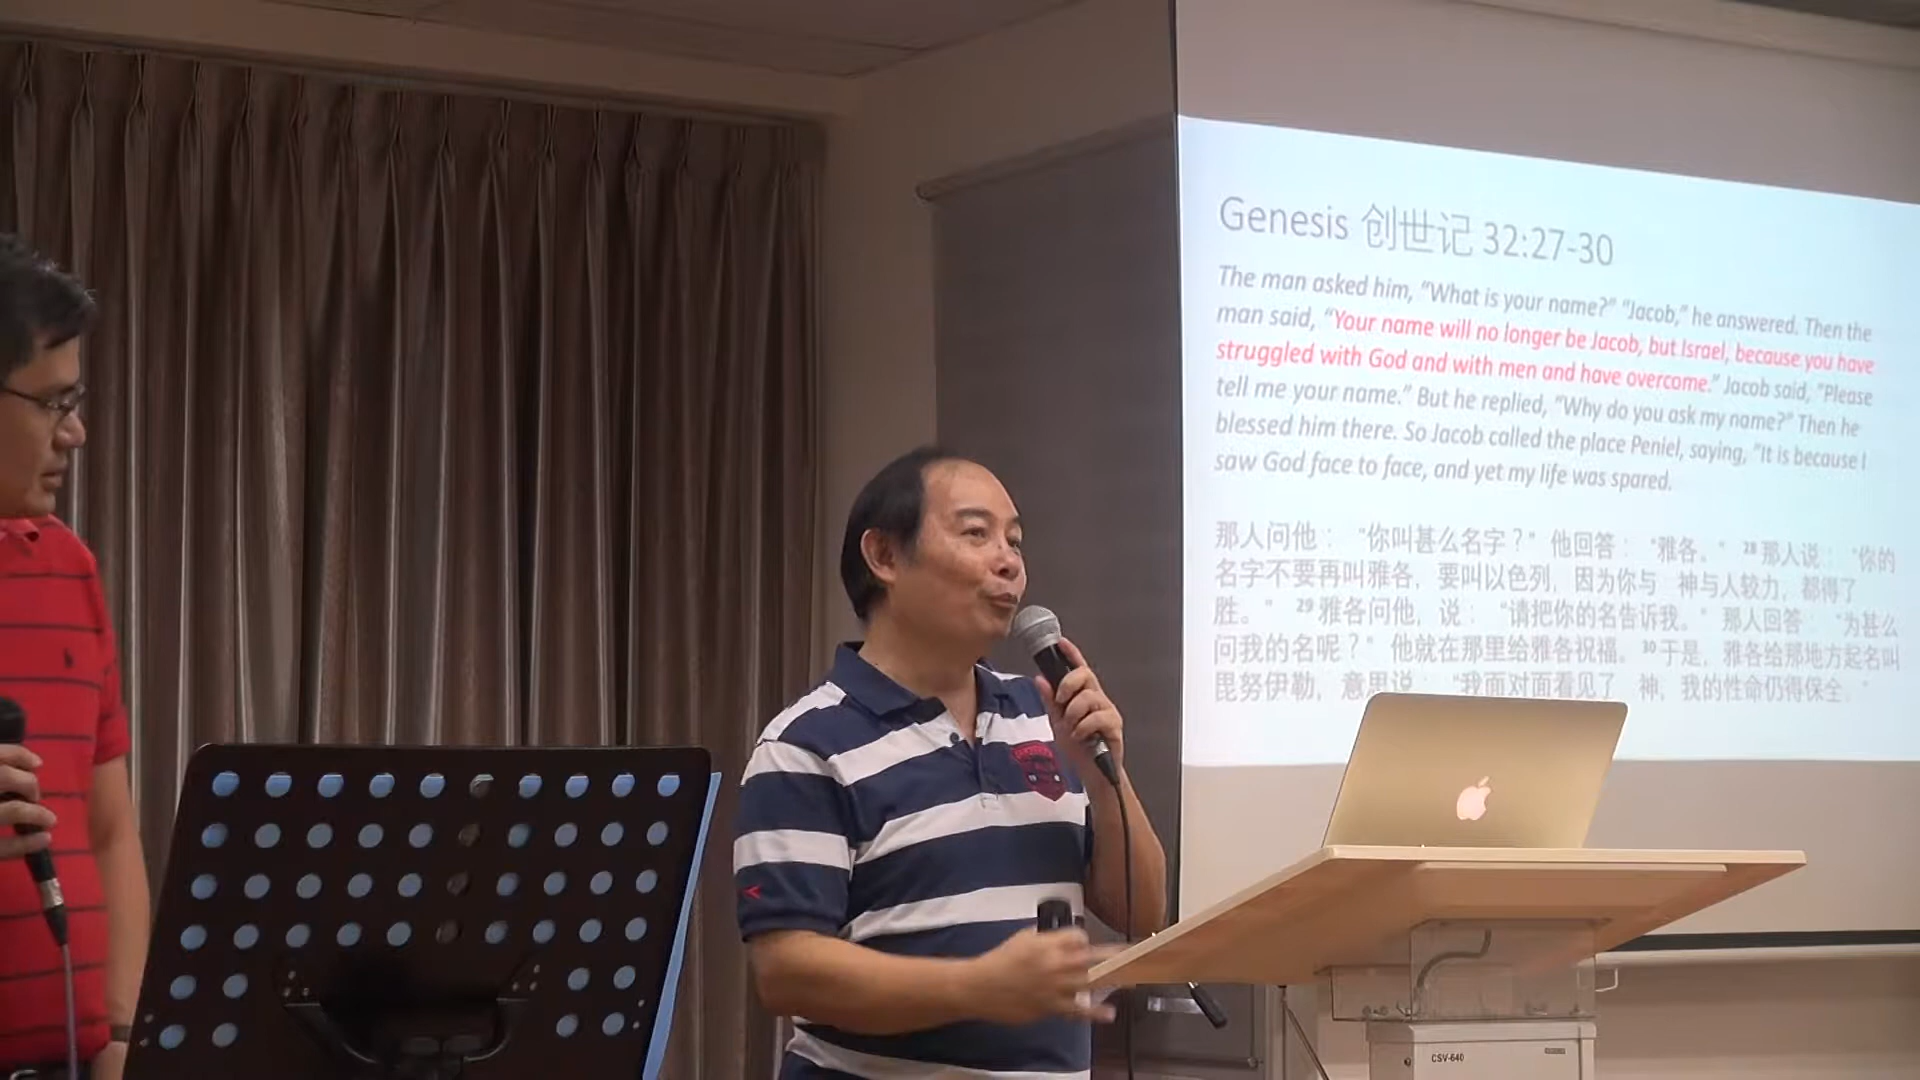 Genesis 创世记 32:27-30
The man asked him, “What is your name?” “Jacob,” he answered. Then the
man said, “Your name will no longer be Jacob, but Israel, because you have
struggled with God and with men and have overcome.” Jacob said, “Please
tell me your name.” But he replied, “Why do you ask my name?” Then he
blessed him there. So Jacob called the place Peniel, saying, “It is because I
saw God face to face, and yet my life was spared.
那人问他：“你叫甚么名字？”他回答：“雅各。” 28 那人说：“你的
名字不要再叫雅各，要叫以色列，因为你与 神与人较力，都得了
胜。” 29 雅各问他，说：“请把你的名告诉我。” 那人回答：“为甚么
问我的名呢？” 他就在那里给雅各祝福。30 于是，雅各给那地方起名叫
毘努伊勒，意思说：“我面对面看见了 神，我的性命仍得保全。”
CSV-640